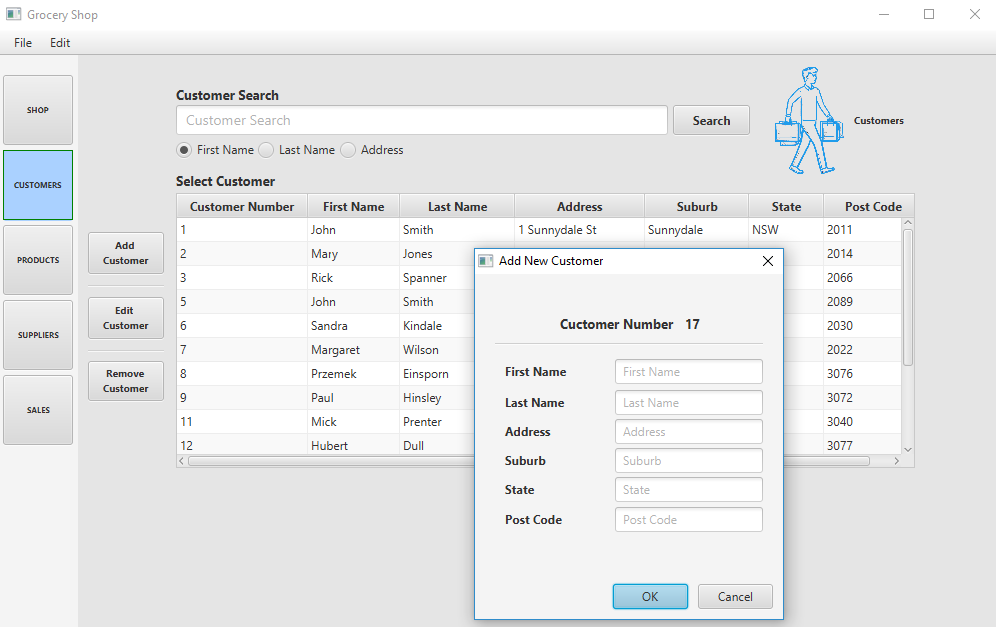 Grocery Shop
File Edit
SHOP
CUSTOMERS
PRODUCTS
SUPPLIERS
SALES
Add
Customer
Edit
Customer
Remove
Customer
Customer Search
Customer Search Search
First Name Last Name Address
Customers
Select Customer
Customer Number First Name Last Name Address Suburb State Post Code
1 John Smith 1 Sunnydale St Sunnydale NSW 2011
2 Mary Jones 2014
3 Rick Spanner 2066
5 John Smith 2089
6 Sandra Kindale 2030
7 Margaret Wilson 2022
8 Przemek Einsporn 3076
9 Paul Hinsley 3072
11 Mick Prenter 3040
12 Hubert Dull 3077
Add New Customer
Cuctomer Number 17
First Name First Name
Last Name Last Name
Address Address
Suburb Suburb
State State
Post Code Post Code
OK Cancel